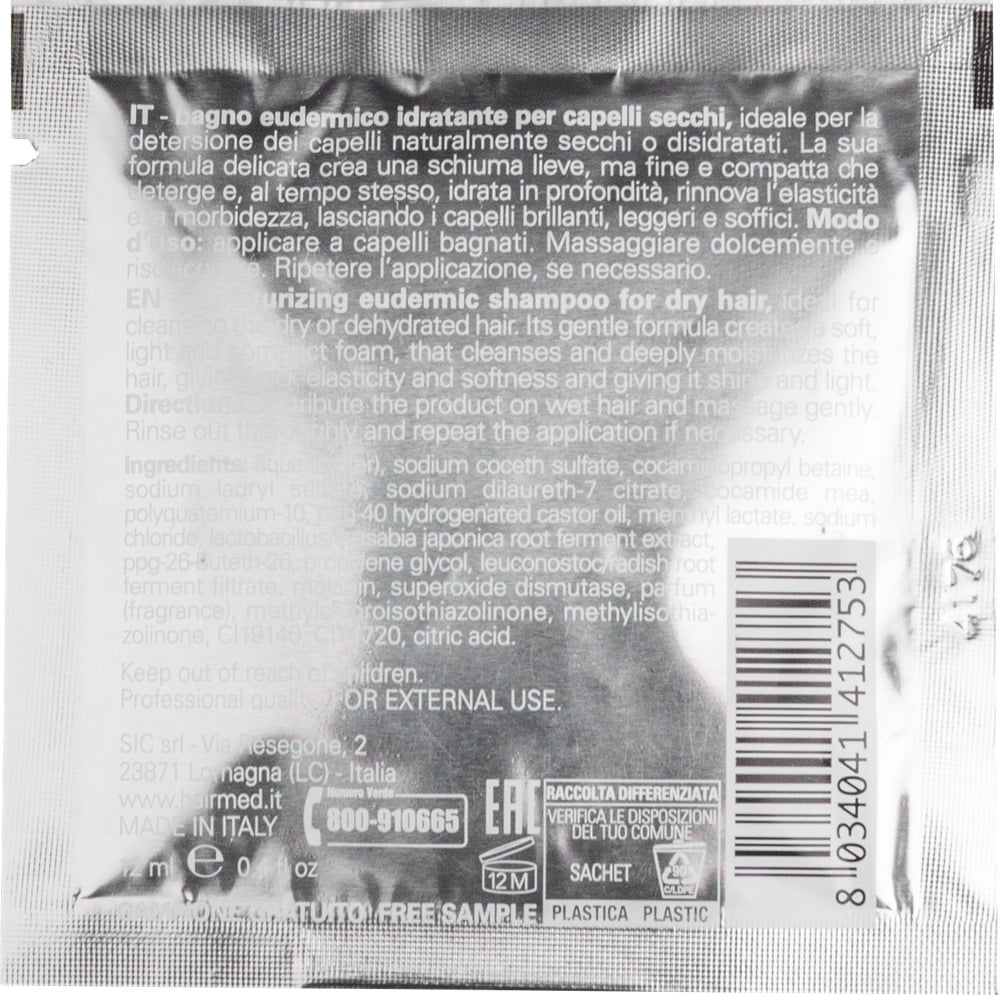 IT - bagno eudermico idratante per capelli secchi, ideale per la
detersione dei capelli naturalmente secchi o disidratati. La sua
formula delicata crea una schiuma lieve, ma fine e compatta che
deterge e, al tempo stesso, idrata in profondità, rinnova l'elasticità
e la morbidezza, lasciando i capelli brillanti, leggeri e soffici. Modo
d'uso: applicare a capelli bagnati. Massaggiare dolcemente e
risciacquare. Ripetere l'applicazione, se necessario.
EN - moisturizing eudermic shampoo for dry hair, ideal for
cleansing the dry or dehydrated hair. Its gentle formula creates a soft,
light and compact foam, that cleanses and deeply moisturizes the
hair, giving elasticity and softness and giving it shine and light.
Directions: distribute the product on wet hair and massage gently.
Rinse out thoroughly and repeat the application if necessary.
Ingredients: aqua (water), sodium coceth sulfate, cocamidopropyl betaine,
sodium lauryl sulfate, sodium dilaureth-7 citrate, cocamide mea,
polyquaternium-10, peg-40 hydrogenated castor oil, menthyl lactate, sodium
chloride, lactobacillus/wasabia japonica root ferment extract,
ppg-26-buteth-26, propylene glycol, leuconostoc/radish root
ferment filtrate, melanin, superoxide dismutase, parfum
(fragrance), methylchloroisothiazolinone, methylisothia-
zolinone, CI19140, CI14720, citric acid.
Keep out of reach of children.
Professional quality. FOR EXTERNAL USE.
SIC srl - Via Resegone, 2
23871 Lomagna (LC) - Italia
www.hairmed.it
MADE IN ITALY
Numero Verde
800-910665
EAC
12 ml e 0.4 fl oz
12 M
CAMPIONE GRATUITO/ FREE SAMPLE
RACCOLTA DIFFERENZIATA
VERIFICA LE DISPOSIZIONI
DEL TUO COMUNE
SACHET
90
C/LDPE
PLASTICA PLASTIC
8 034041 412753